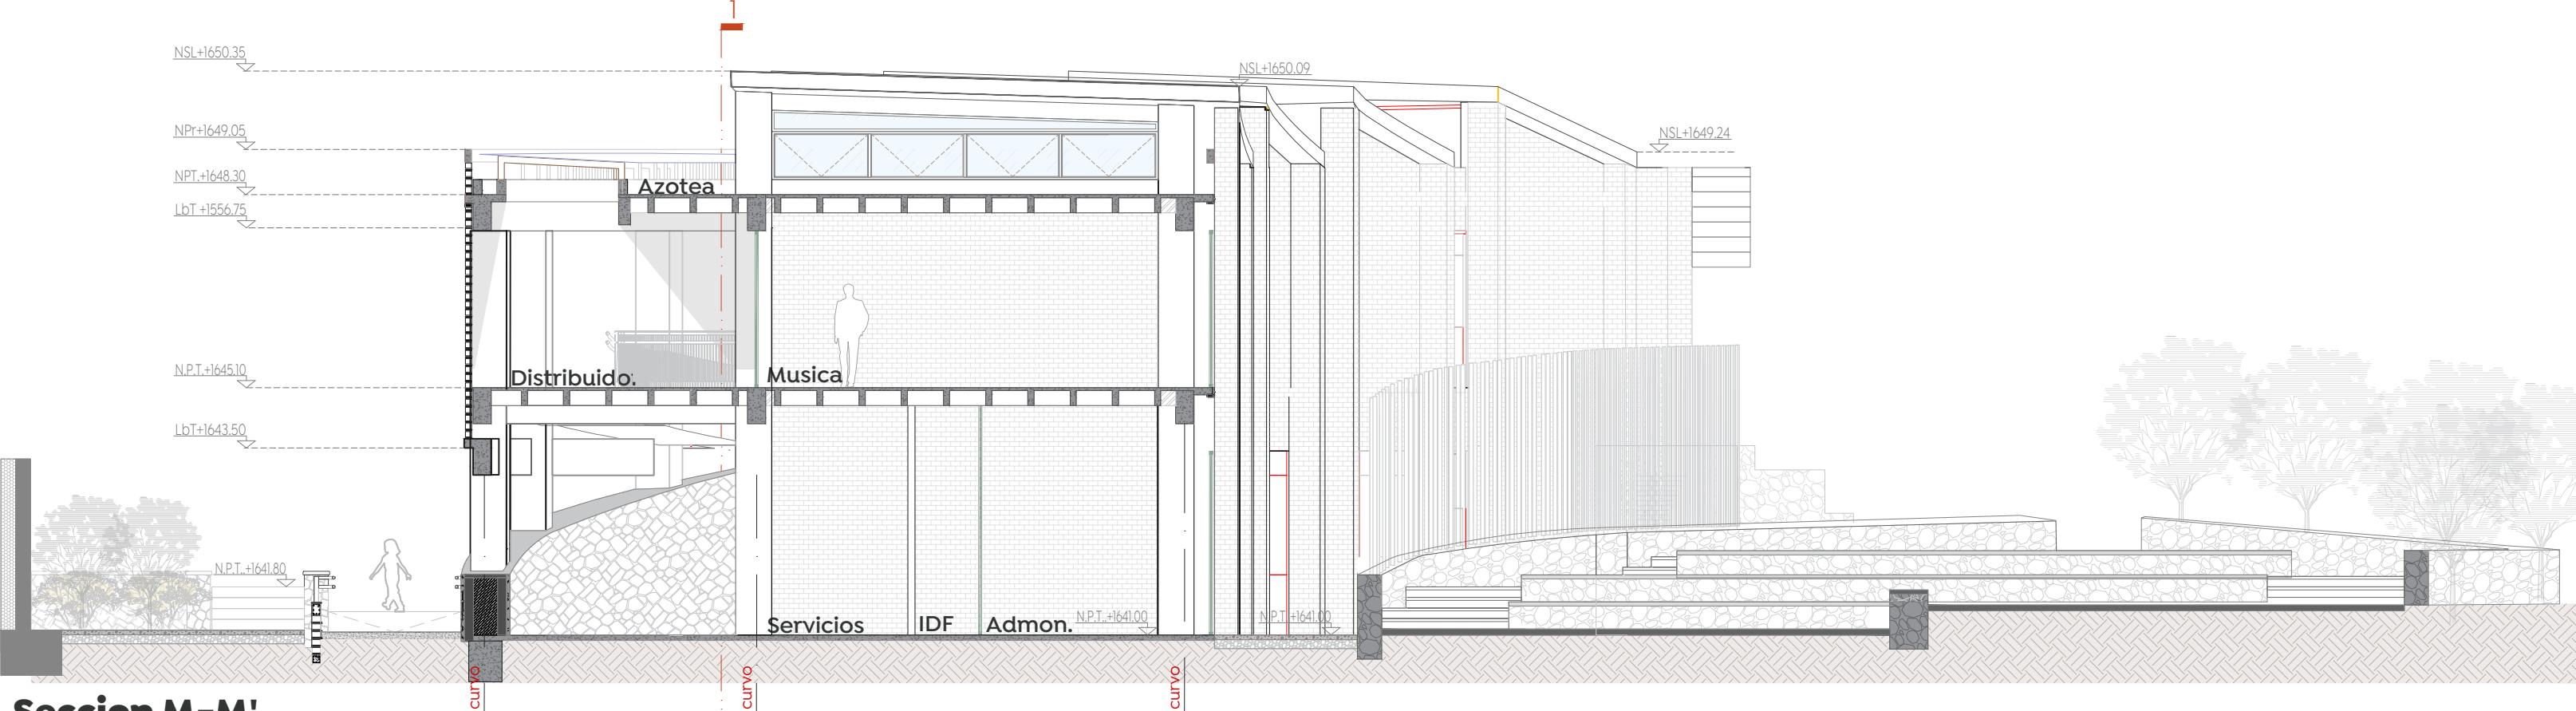 1
NSL+1650.35
NSL+1650.09
NPr+1649.05
NSL+1649.24
NPT.+1648.30
Azotea
LbT +1556.75
N.P.T.+1645.10
Distribuido.
Musica
LbT+1643.50
N.P.T..+1641.80
Servicios
IDF
Admon.
N.P.T..+1641.00
N.P.T..+1641.00
curvo
curvo
curvo
Seccion M-M'